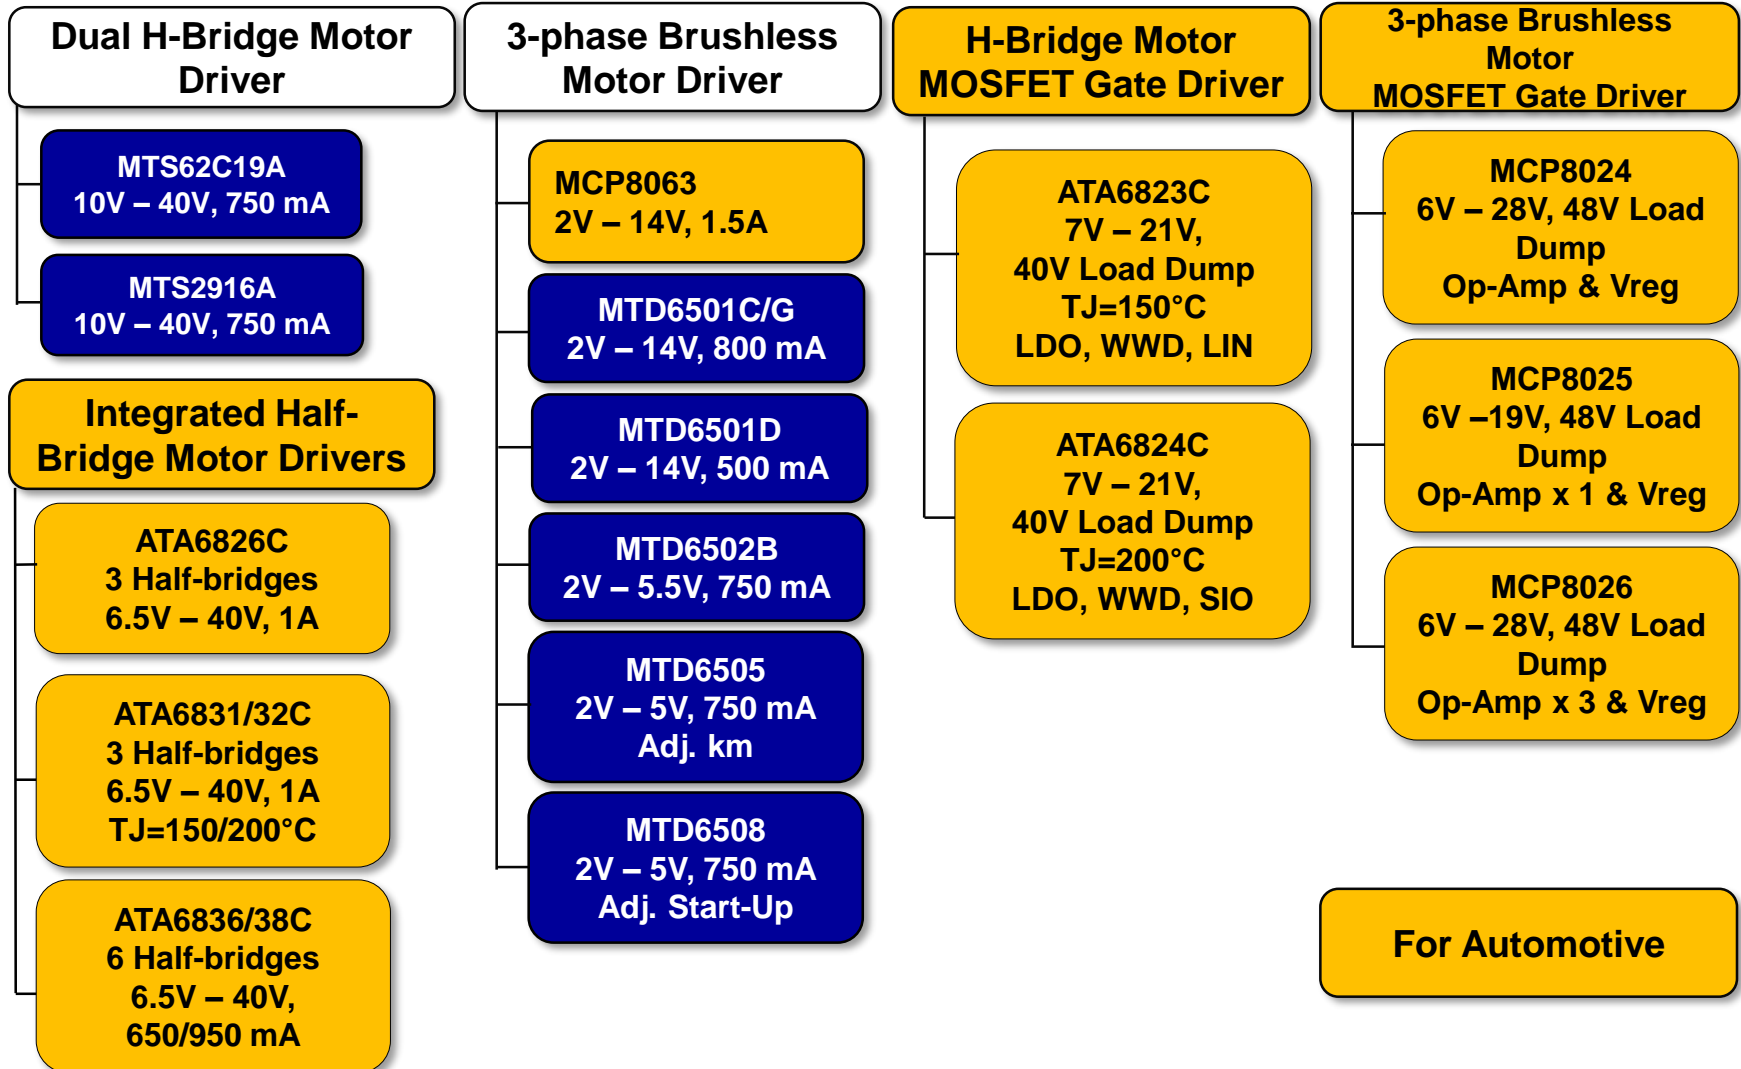 Dual H-Bridge Motor
Driver
MTS62C19A
10V – 40V, 750 mA
MTS2916A
10V – 40V, 750 mA
Integrated Half-
Bridge Motor Drivers
ATA6826C
3 Half-bridges
6.5V – 40V, 1A
ATA6831/32C
3 Half-bridges
6.5V – 40V, 1A
TJ=150/200°C
ATA6836/38C
6 Half-bridges
6.5V – 40V,
650/950 mA
3-phase Brushless
Motor Driver
MCP8063
2V – 14V, 1.5A
MTD6501C/G
2V – 14V, 800 mA
MTD6501D
2V – 14V, 500 mA
MTD6502B
2V – 5.5V, 750 mA
MTD6505
2V – 5V, 750 mA
Adj. km
MTD6508
2V – 5V, 750 mA
Adj. Start-Up
H-Bridge Motor
MOSFET Gate Driver
ATA6823C
7V – 21V,
40V Load Dump
TJ=150°C
LDO, WWD, LIN
ATA6824C
7V – 21V,
40V Load Dump
TJ=200°C
LDO, WWD, SIO
3-phase Brushless
Motor
MOSFET Gate Driver
MCP8024
6V – 28V, 48V Load
Dump
Op-Amp & Vreg
MCP8025
6V –19V, 48V Load
Dump
Op-Amp x 1 & Vreg
MCP8026
6V – 28V, 48V Load
Dump
Op-Amp x 3 & Vreg
For Automotive